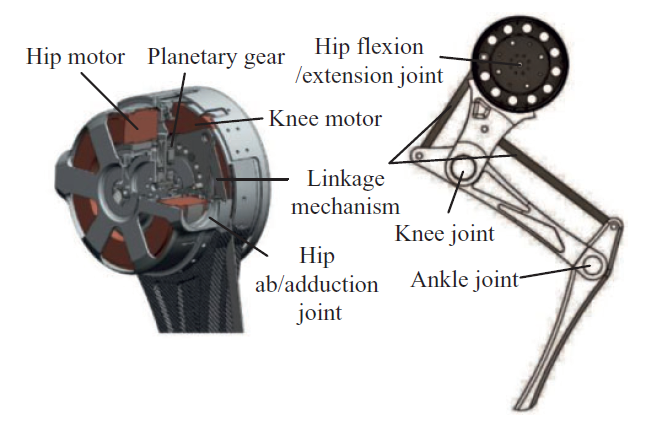 Hip motor
Planetary gear
Hip flexion
/extension joint
Knee motor
Linkage
mechanism
Knee joint
Hip
ab/adduction
joint
Ankle joint